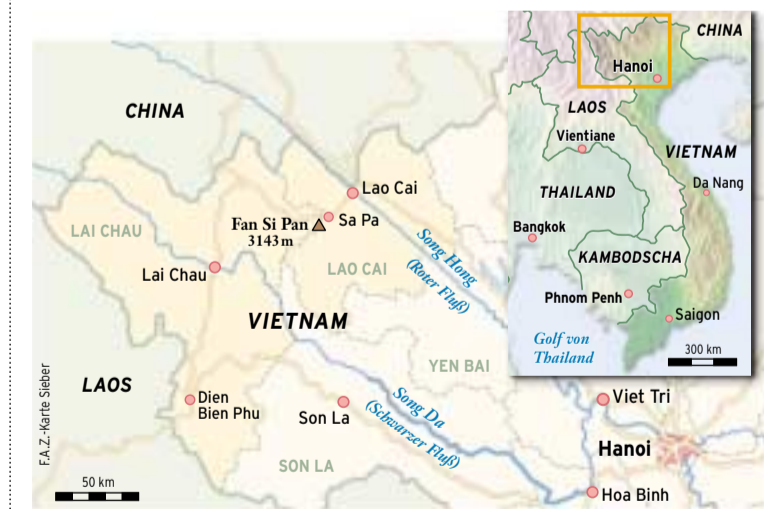 CHINA
Lao Cai
Fan Si Pan
3143 m
Sa Pa
LAI CHAU
Lai Chau
LAO CAI
Song Hong
(Roter Fluß)
VIETNAM
YEN BAI
LAOS
Dien
Bien Phu
Son La
Song Da
(Schwarzer Fluß)
SON LA
Viet Tri
Hanoi
Hoa Binh
50 km
F.A.Z.-Karte Sieber
CHINA
Hanoi
LAOS
Vientiane
VIETNAM
Da Nang
THAILAND
Bangkok
KAMBODSCHA
Phnom Penh
Saigon
Golf von
Thailand
300 km